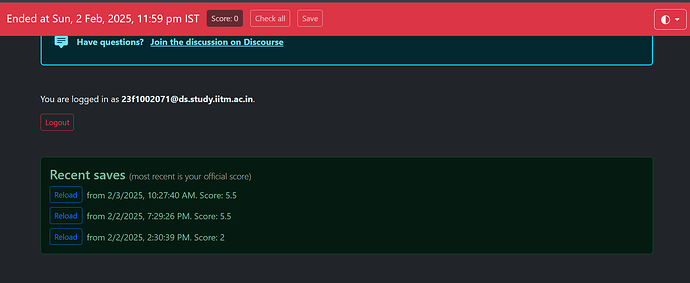 Ended at Sun, 2 Feb, 2025, 11:59 pm IST Score: 0 Check all Save
Have questions? Join the discussion on Discourse
You are logged in as 23f1002071@ds.study.iitm.ac.in.
Logout
Recent saves (most recent is your official score)
Reload from 2/3/2025, 10:27:40 AM. Score: 5.5
Reload from 2/2/2025, 7:29:26 PM. Score: 5.5
Reload from 2/2/2025, 2:30:39 PM. Score: 2